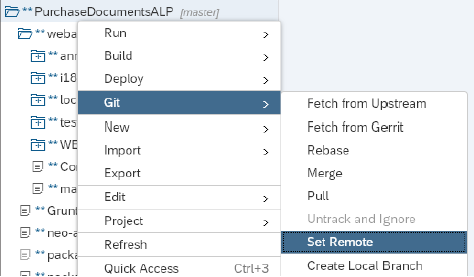 ** PurchaseDocumentsALP [master]
** weba
** ann
** i18
** loc
** tes
** WE
** Co
** ma
** Grunt
** neo-a
** packa
** packa
Run
Build
Deploy
Git
New
Import
Export
Edit
Project
Refresh
Quick Access Ctrl+3
Fetch from Upstream
Fetch from Gerrit
Rebase
Merge
Pull
Untrack and Ignore
Set Remote
Create Local Branch